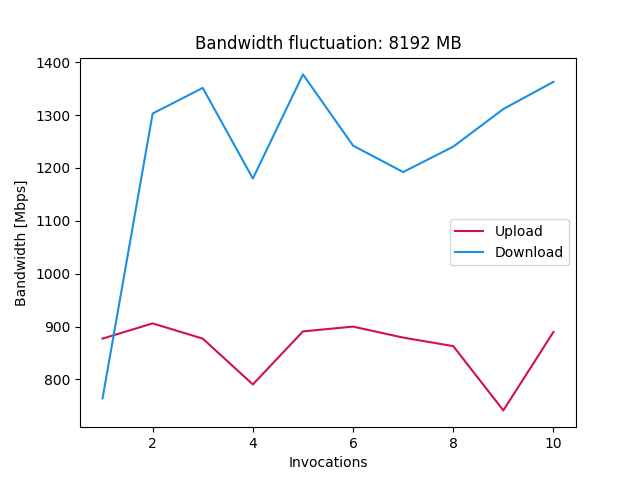 Bandwidth fluctuation: 8192 MB
1400
1300
1200
1100
1000
900
800
Bandwidth [Mbps]
Upload
Download
2 4 6 8 10
Invocations